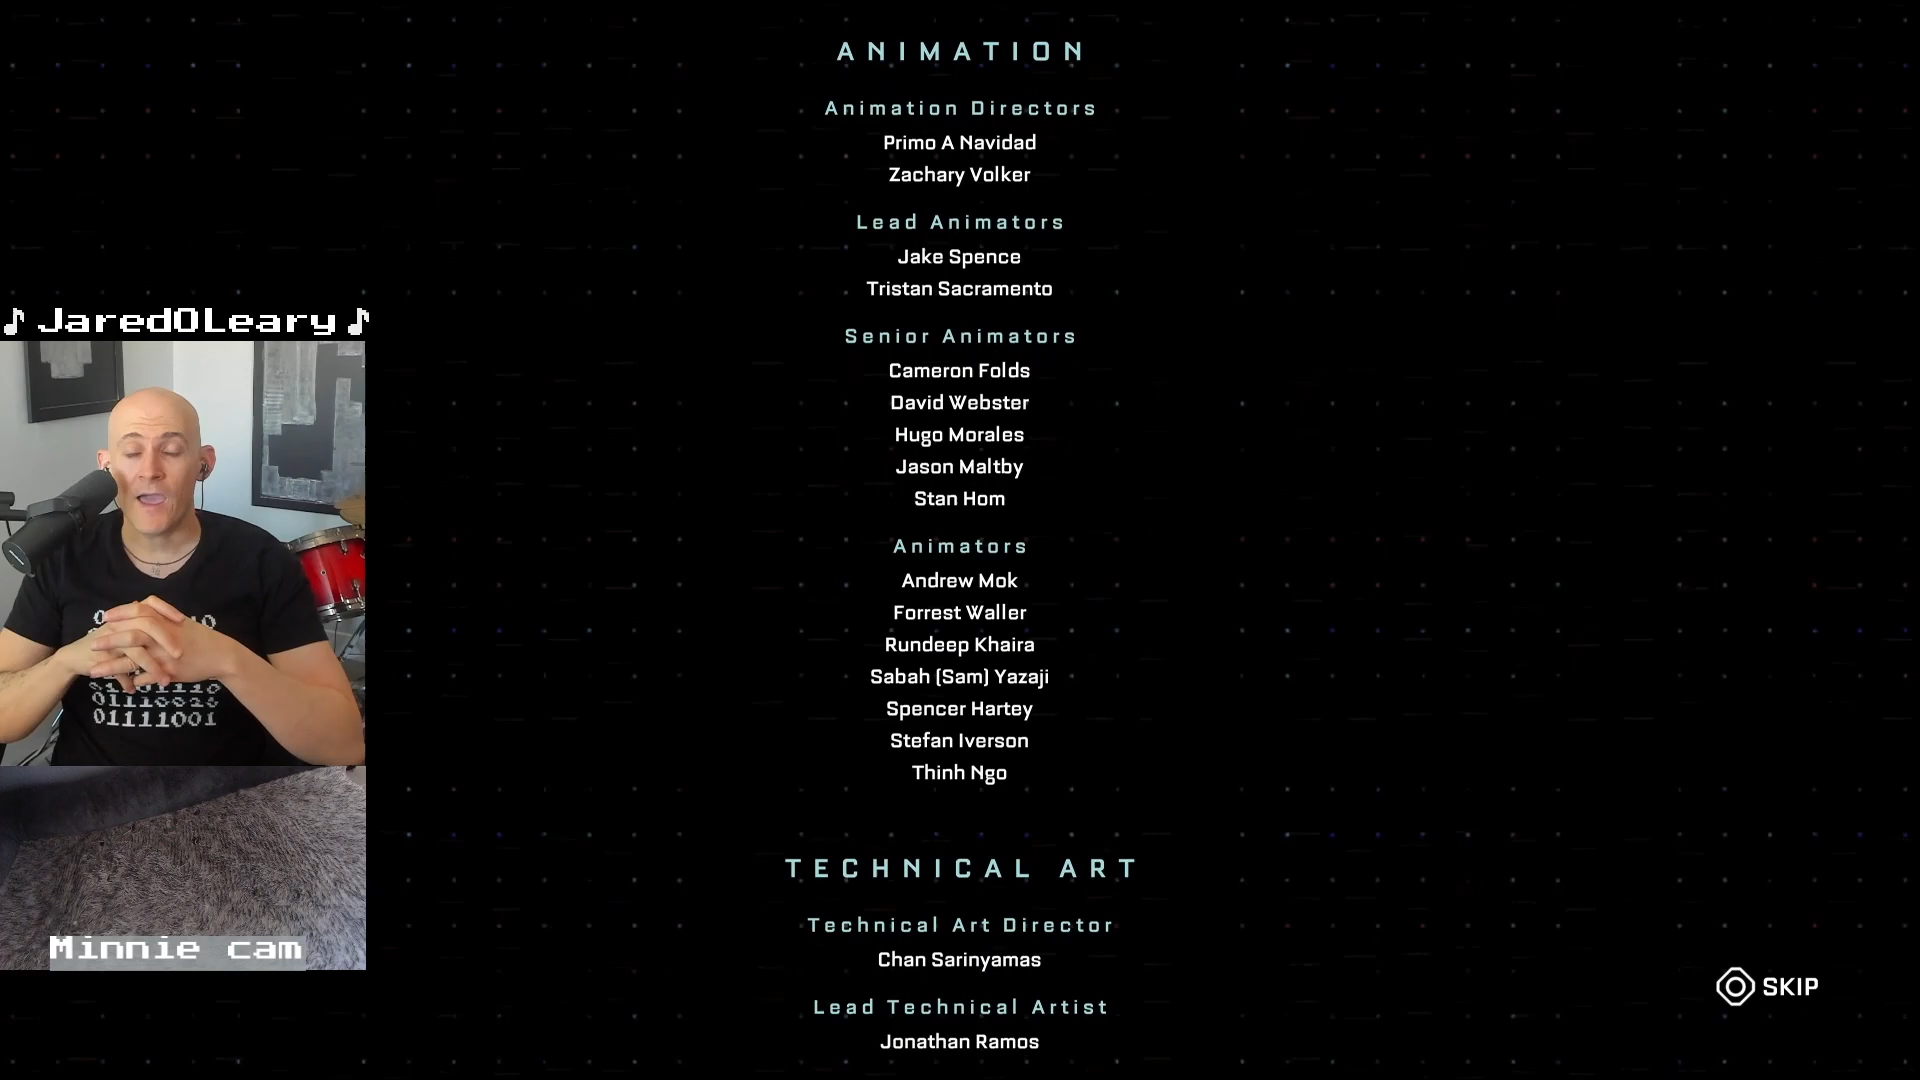 ANIMATION
Animation Directors
Primo A Navidad
Zachary Volker
Lead Animators
Jake Spence
Tristan Sacramento
Senior Animators
Cameron Folds
David Webster
Hugo Morales
Jason Maltby
Stan Hom
Animators
Andrew Mok
Forrest Waller
Rundeep Khaira
Sabah (Sam) Yazaji
Spencer Hartey
Stefan Iverson
Thinh Ngo
TECHNICAL ART
Technical Art Director
Chan Sarinyamas
Lead Technical Artist
Jonathan Ramos
SKIP
♪ JaredOLeary ♪
01111001
Minnie cam